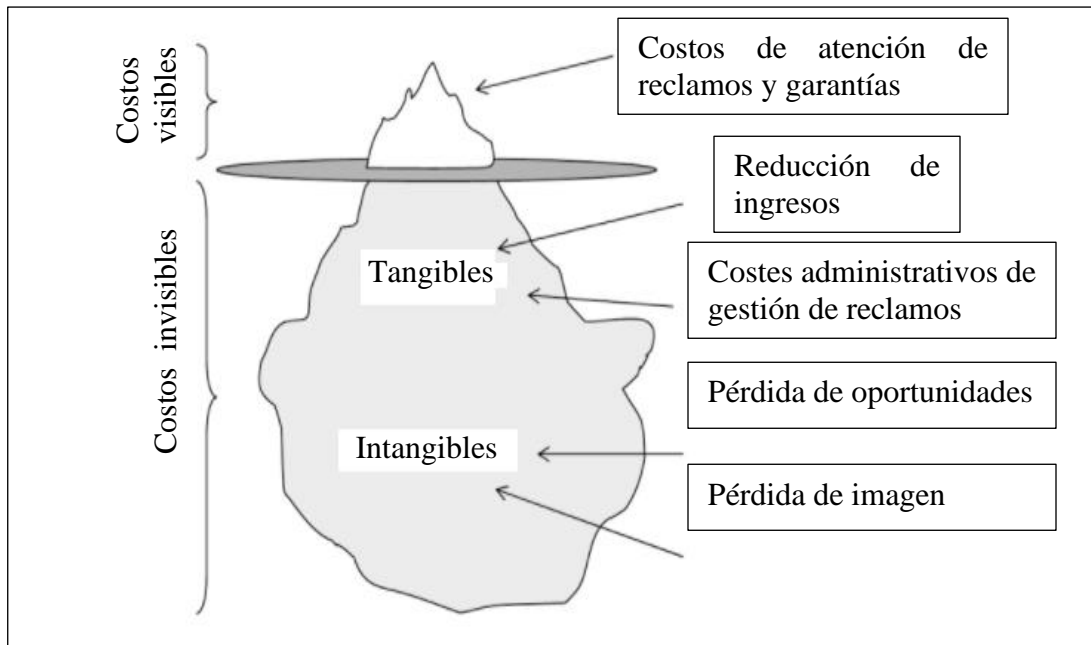 Costos
visibles
Costos de atención de
reclamos y garantías
Reducción de
ingresos
Costos invisibles
Tangibles
Costes administrativos de
gestión de reclamos
Pérdida de oportunidades
Intangibles
Pérdida de imagen